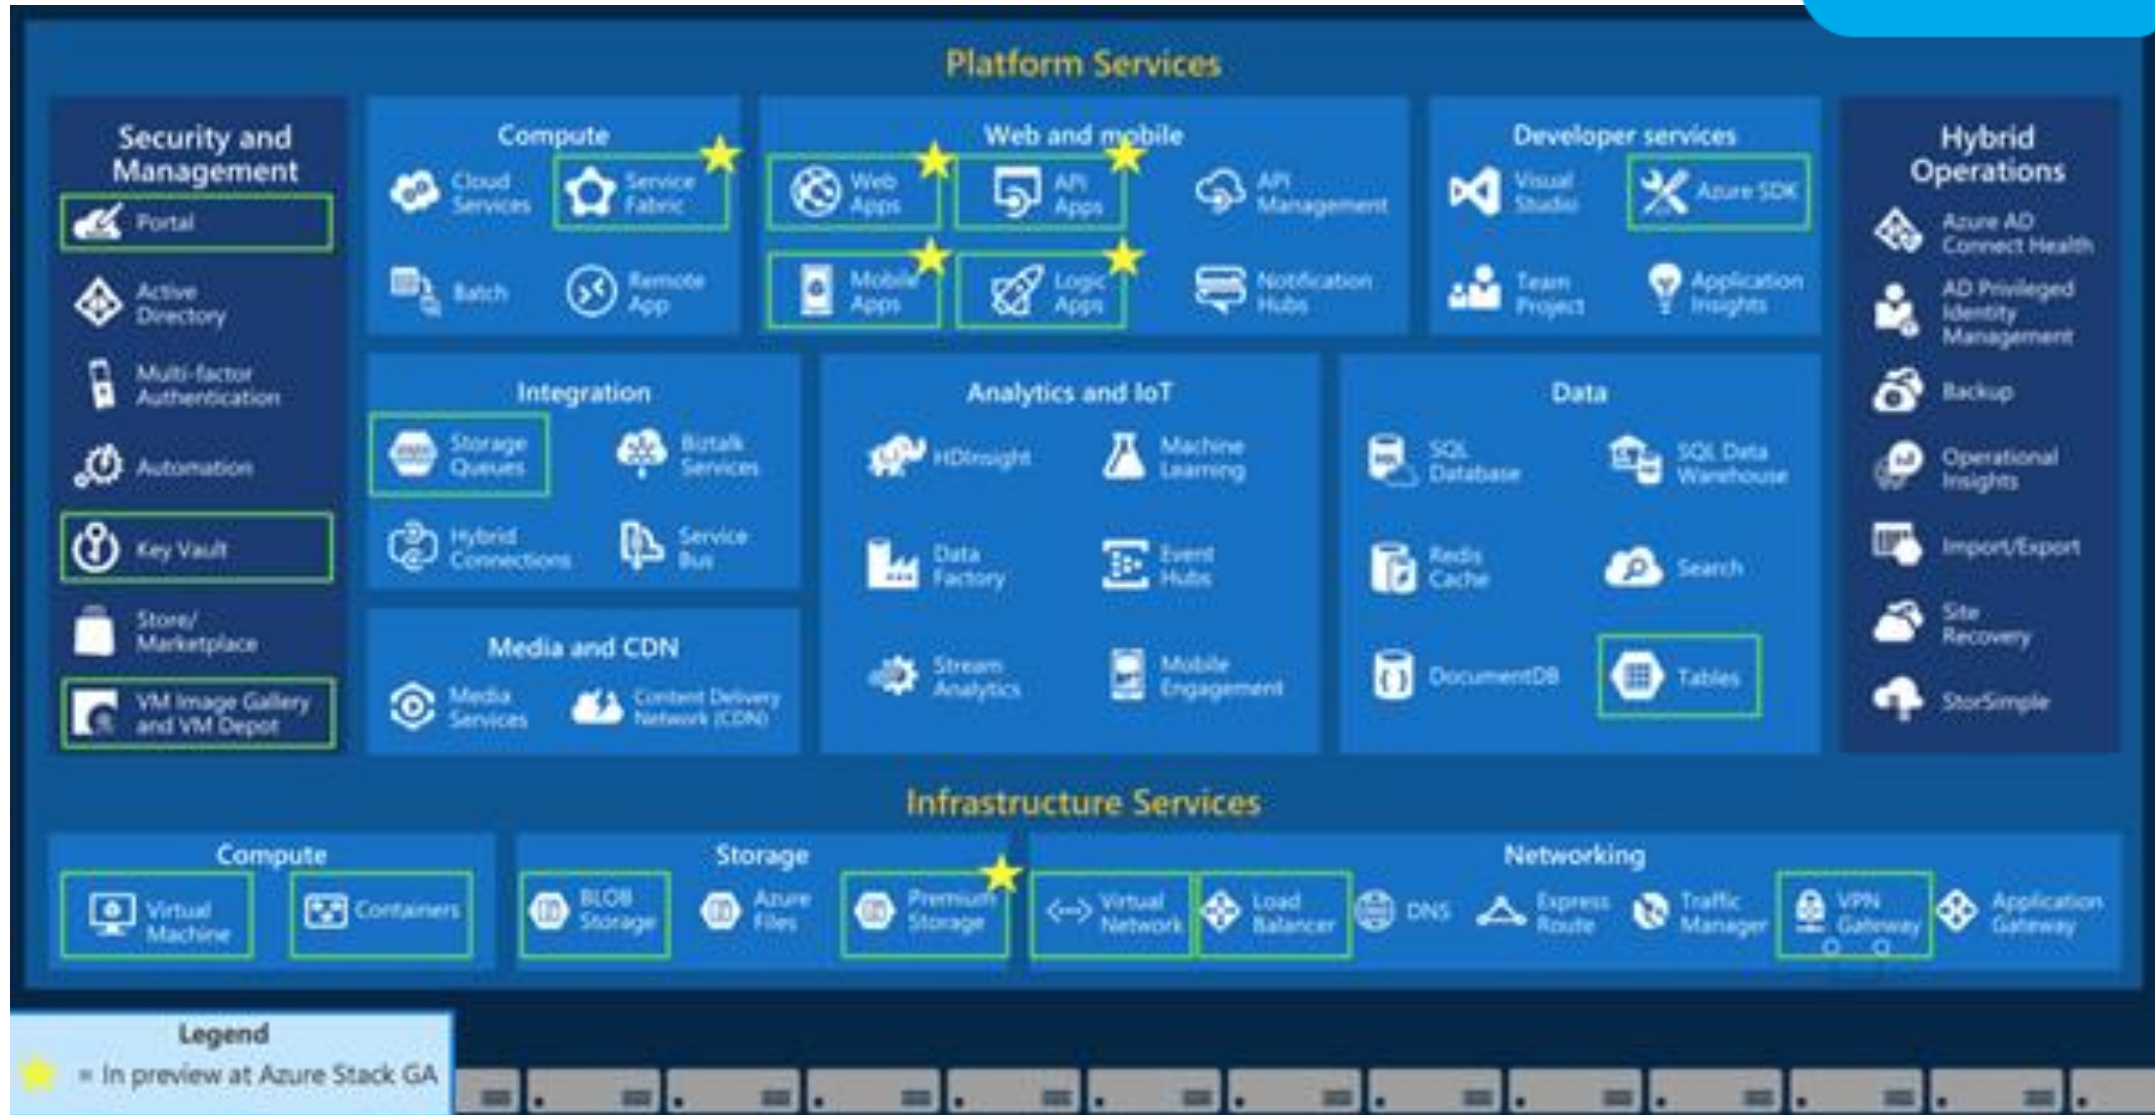 Platform Services
Security and
Management
Portal
Active
Directory
Multi-factor
Authentication
Automation
Key Vault
Store/
Marketplace
VM Image Gallery
and VM Depot
Compute
Cloud
Services
Service
Fabric
Batch
Remote
App
Web and mobile
Web
Apps
API
Apps
API
Management
Mobile
Apps
Logic
Apps
Notification
Hubs
Developer services
Visual
Studio
Azure SDK
Team
Project
Application
Insights
Hybrid
Operations
Azure AD
Connect Health
AD Privileged
Identity
Management
Backup
Operational
Insights
Import/Export
Site
Recovery
StorSimple
Integration
Storage
Queues
Biztalk
Services
Hybrid
Connections
Service
Bus
Media and CDN
Media
Services
Content Delivery
Network (CDN)
Analytics and IoT
HDInsight
Machine
Learning
Data
Factory
Event
Hubs
Stream
Analytics
Mobile
Engagement
Data
SQL
Database
SQL Data
Warehouse
Redis
Cache
Search
DocumentDB
Tables
Infrastructure Services
Compute
Virtual
Machine
Containers
Storage
BLOB
Storage
Azure
Files
Premium
Storage
Networking
Virtual
Network
Load
Balancer
DNS
Express
Route
Traffic
Manager
VPN
Gateway
Application
Gateway
Legend
= In preview at Azure Stack GA